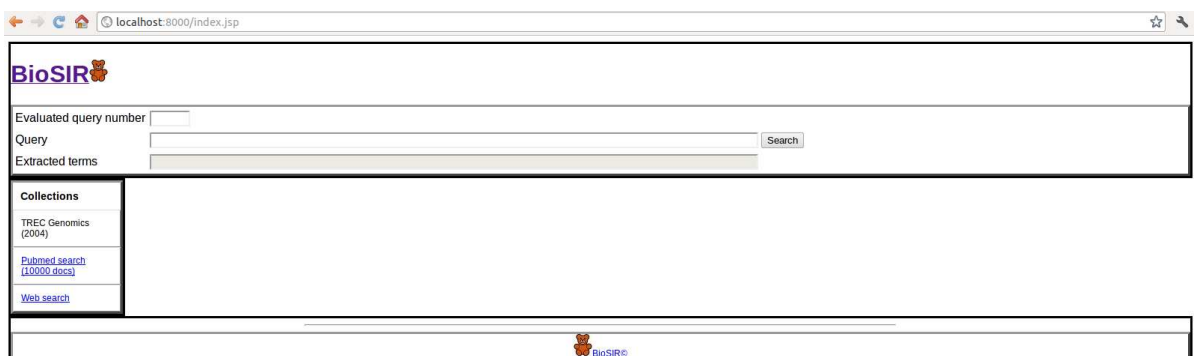 localhost:8000/index.jsp
BioSIR
Evaluated query number
Query
Search
Extracted terms
Collections
TREC Genomics
(2004)
Pubmed search
(10000 docs)
Web search
BioSIR©